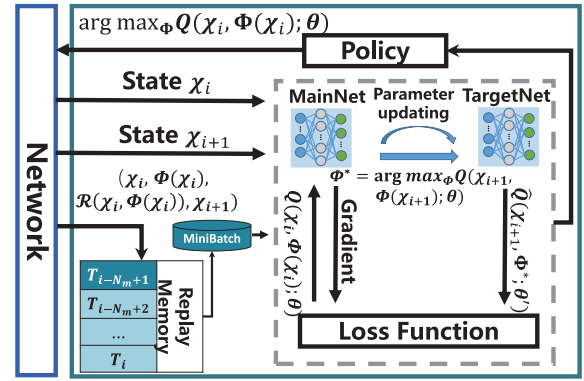 arg max_Φ Q(χ_i, Φ(χ_i); θ)
Policy
State χ_i
MainNet
Parameter
updating
TargetNet
State χ_{i+1}
Network
(χ_i, Φ(χ_i),
ℛ(χ_i, Φ(χ_i)), χ_{i+1})
Φ* = arg max_Φ Q(χ_{i+1},
Φ(χ_{i+1}); θ)
MiniBatch
Q(χ_i, Φ(χ_i); θ)
Gradient
Q̂(χ_{i+1}, Φ*; θ')
T_{i−N_m+1}
T_{i−N_m+2}
...
T_i
Replay
Memory
Loss Function